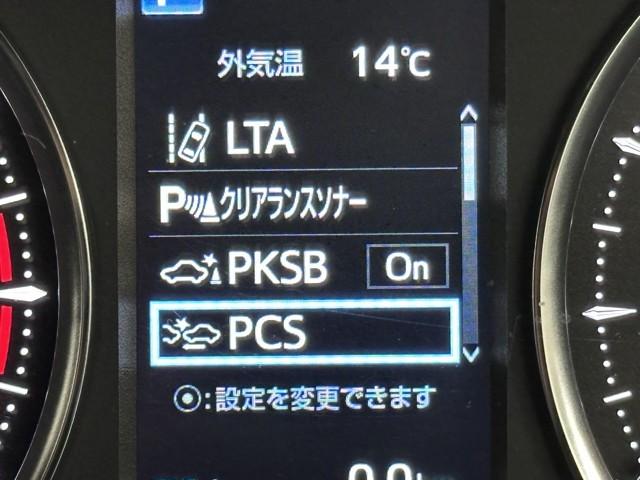 外気温 14℃
LTA
P クリアランスソナー
PKSB On
PCS
⦿:設定を変更できます